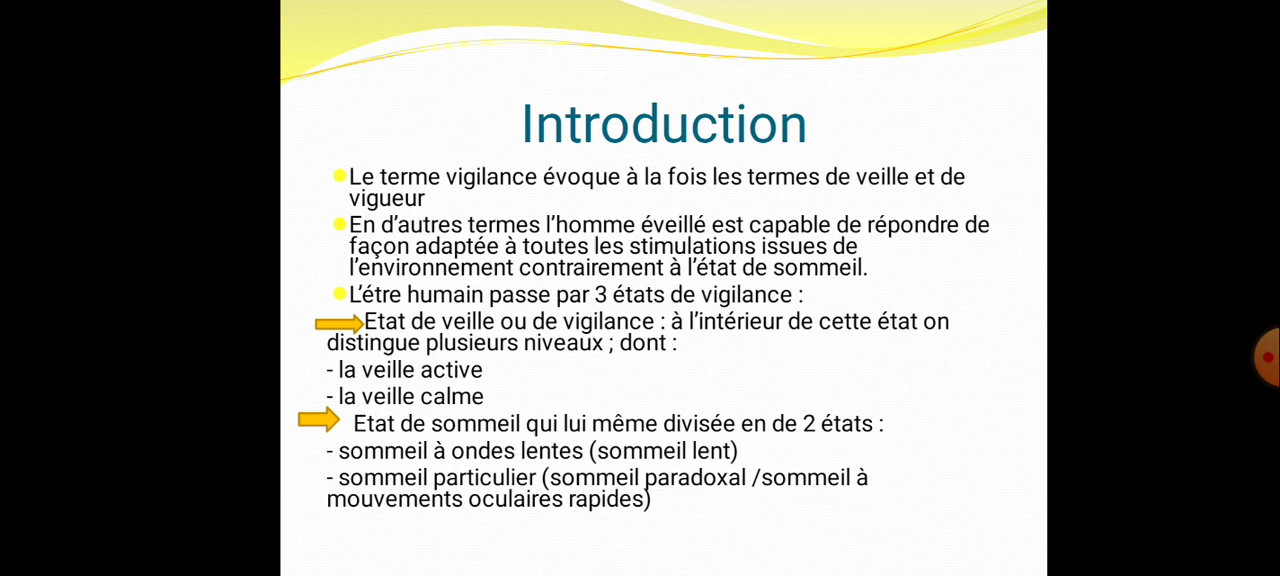 Introduction
Le terme vigilance évoque à la fois les termes de veille et de
vigueur
En d’autres termes l’homme éveillé est capable de répondre de
façon adaptée à toutes les stimulations issues de
l’environnement contrairement à l’état de sommeil.
L’étre humain passe par 3 états de vigilance :
Etat de veille ou de vigilance : à l’intérieur de cette état on
distingue plusieurs niveaux ; dont :
- la veille active
- la veille calme
Etat de sommeil qui lui même divisée en de 2 états :
- sommeil à ondes lentes (sommeil lent)
- sommeil particulier (sommeil paradoxal /sommeil à
mouvements oculaires rapides)